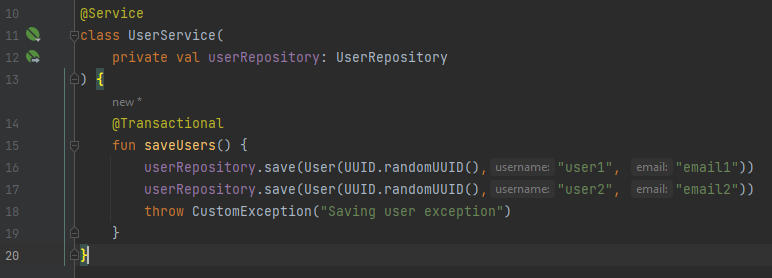 10 @Service
11 class UserService(
12 private val userRepository: UserRepository
13 ) {
new *
14 @Transactional
15 fun saveUsers() {
16 userRepository.save(User(UUID.randomUUID(), username: "user1", email: "email1"))
17 userRepository.save(User(UUID.randomUUID(), username: "user2", email: "email2"))
18 throw CustomException("Saving user exception")
19 }
20 }